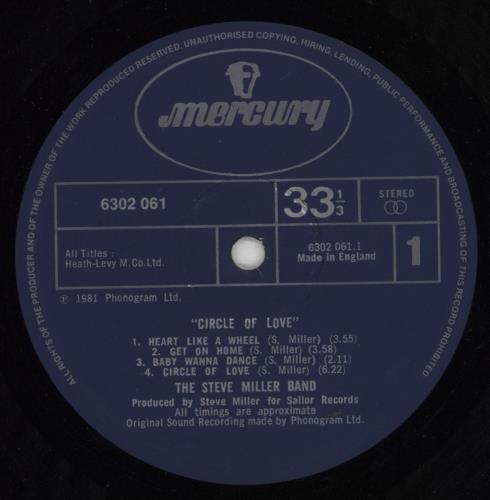 ALL RIGHTS OF THE PRODUCER AND OF THE OWNER OF THE WORK REPRODUCED RESERVED. UNAUTHORISED COPYING, HIRING, LENDING, PUBLIC PERFORMANCE AND BROADCASTING OF THIS RECORD PROHIBITED
mercury
6302 061
33 1/3
STEREO
All Titles :
Heath-Levy M.Co.Ltd.
6302 061.1
Made in England
1
℗ 1981 Phonogram Ltd.
"CIRCLE OF LOVE"
1. HEART LIKE A WHEEL (S. Miller) (3.55)
2. GET ON HOME (S. Miller) (3.58)
3. BABY WANNA DANCE (S. Miller) (2.11)
4. CIRCLE OF LOVE (S. Miller) (6.22)
THE STEVE MILLER BAND
Produced by Steve Miller for Sailor Records
All timings are approximate
Original Sound Recording made by Phonogram Ltd.